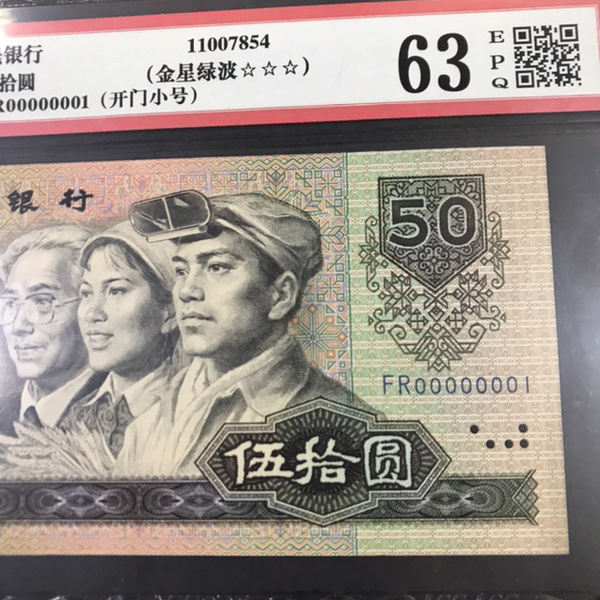 银行
11007854
63
E
P
Q
拾圆
(金星绿波☆☆☆)
R00000001 (开门小号)
银行
50
FR00000001
伍拾圆